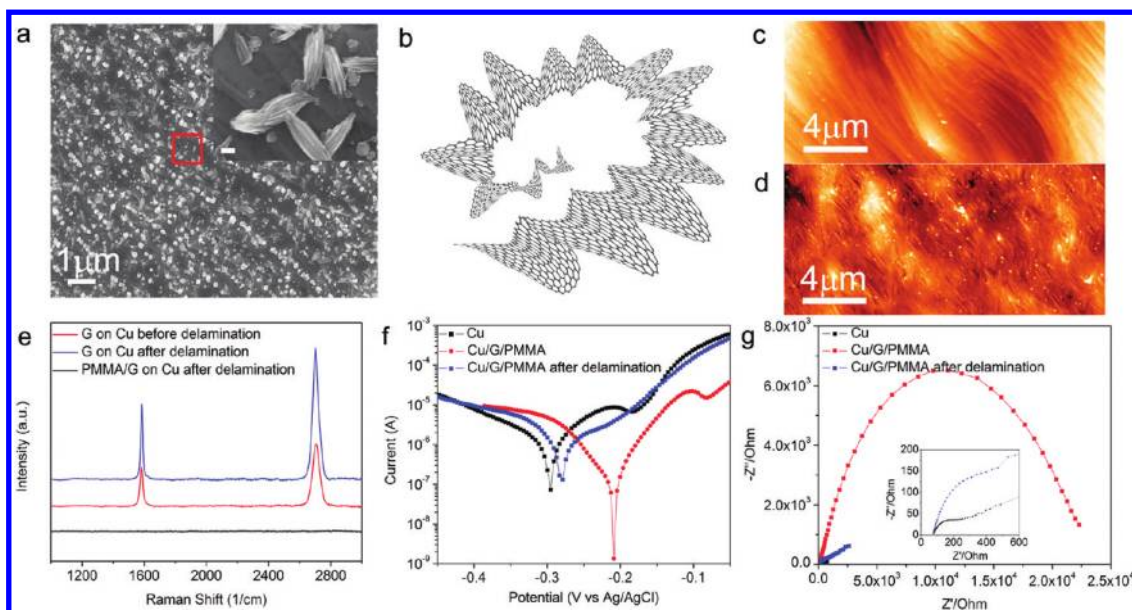 a
1μm
b
c
4μm
d
4μm
e
G on Cu before delamination
G on Cu after delamination
PMMA/G on Cu after delamination
Intensity (a.u.)
1200 1600 2000 2400 2800
Raman Shift (1/cm)
f
Cu
Cu/G/PMMA
Cu/G/PMMA after delamination
Current (A)
10⁻³
10⁻⁴
10⁻⁵
10⁻⁶
10⁻⁷
10⁻⁸
10⁻⁹
-0.4 -0.3 -0.2 -0.1
Potential (V vs Ag/AgCl)
g
Cu
Cu/G/PMMA
Cu/G/PMMA after delamination
-Z"/Ohm
-8.0x10³
6.0x10³
4.0x10³
2.0x10³
0.0
0.0 5.0x10³ 1.0x10⁴ 1.5x10⁴ 2.0x10⁴ 2.5x10⁴
Z'/Ohm
-Z"/Ohm
200
150
100
50
0
0 200 400 600
Z'/Ohm